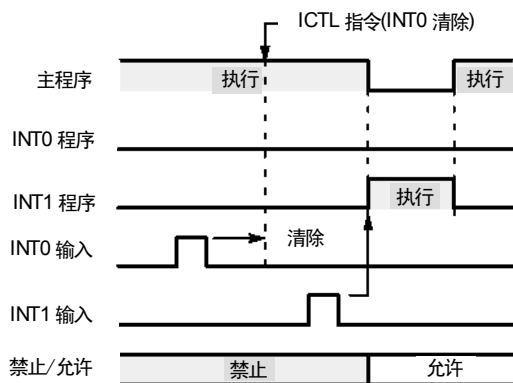 ICTL 指令(INT0 清除)
主程序 执行 执行
INT0 程序
INT1 程序 执行
INT0 输入 清除
INT1 输入
禁止/允许 禁止 允许